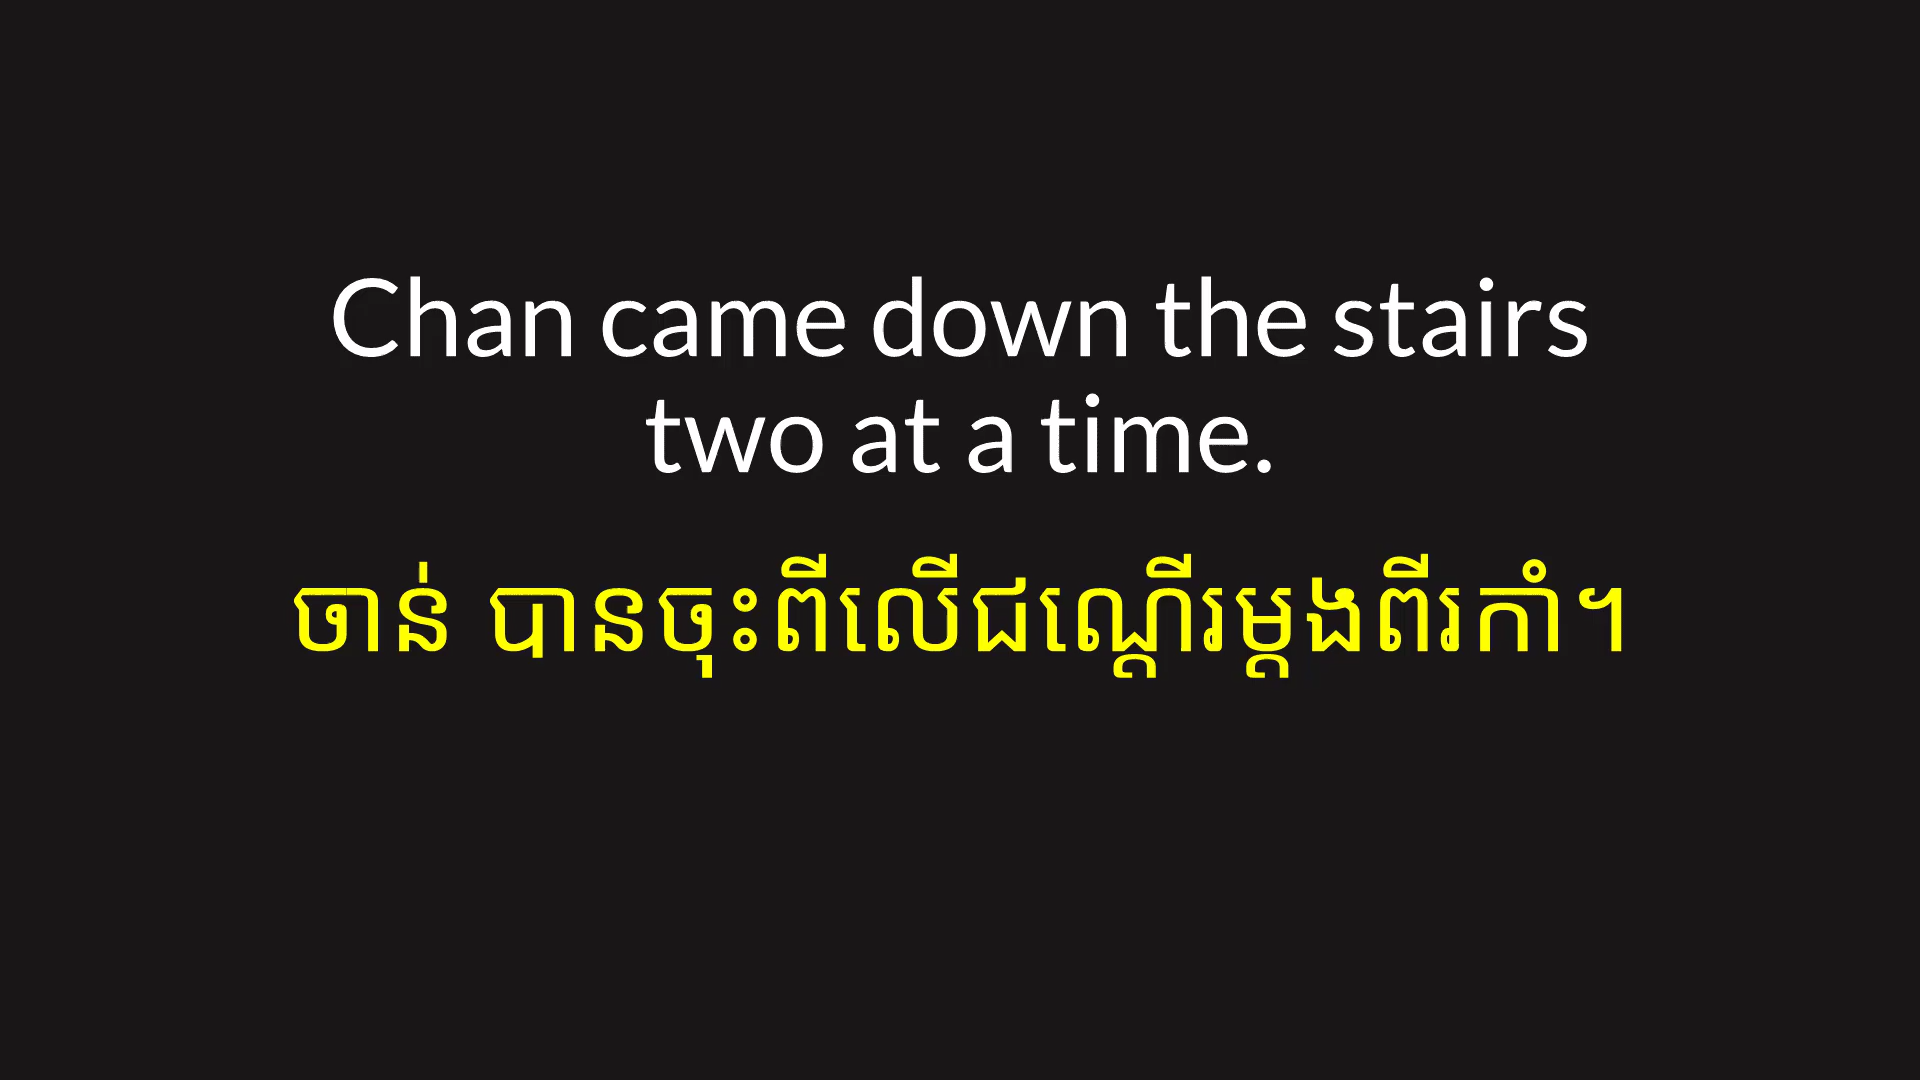 Chan came down the stairs
two at a time.
ចាន់ បានចុះពីលើជណ្ដើរម្ដងពីរកាំ។